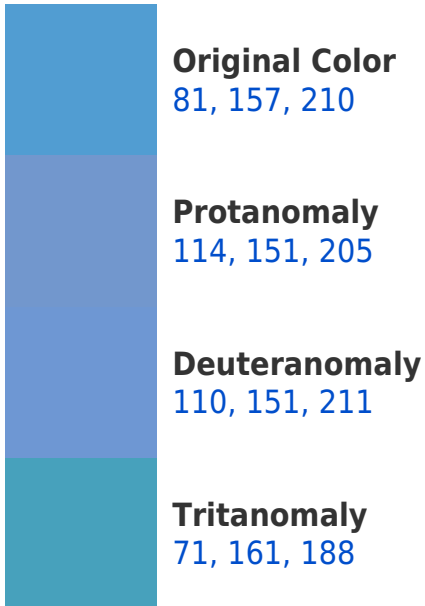 Original Color
81, 157, 210
Protanomaly
114, 151, 205
Deuteranomaly
110, 151, 211
Tritanomaly
71, 161, 188